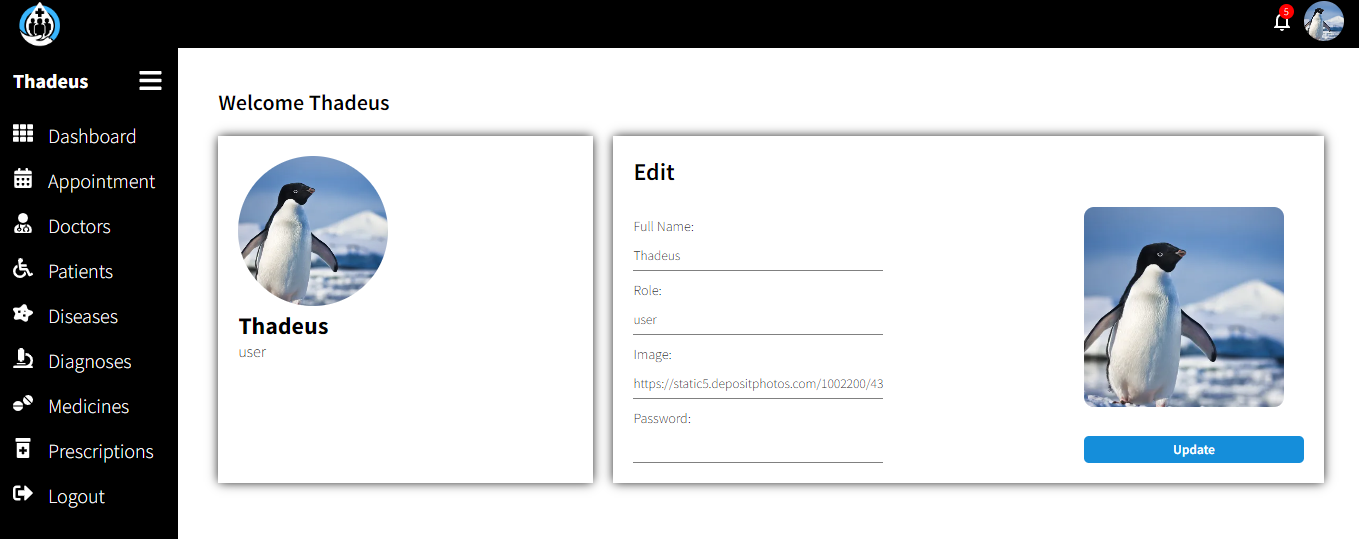 5
Thadeus
Dashboard
Appointment
Doctors
Patients
Diseases
Diagnoses
Medicines
Prescriptions
Logout
Welcome Thadeus
Thadeus
user
Edit
Full Name:
Thadeus
Role:
user
Image:
https://static5.depositphotos.com/1002200/43
Password:
Update